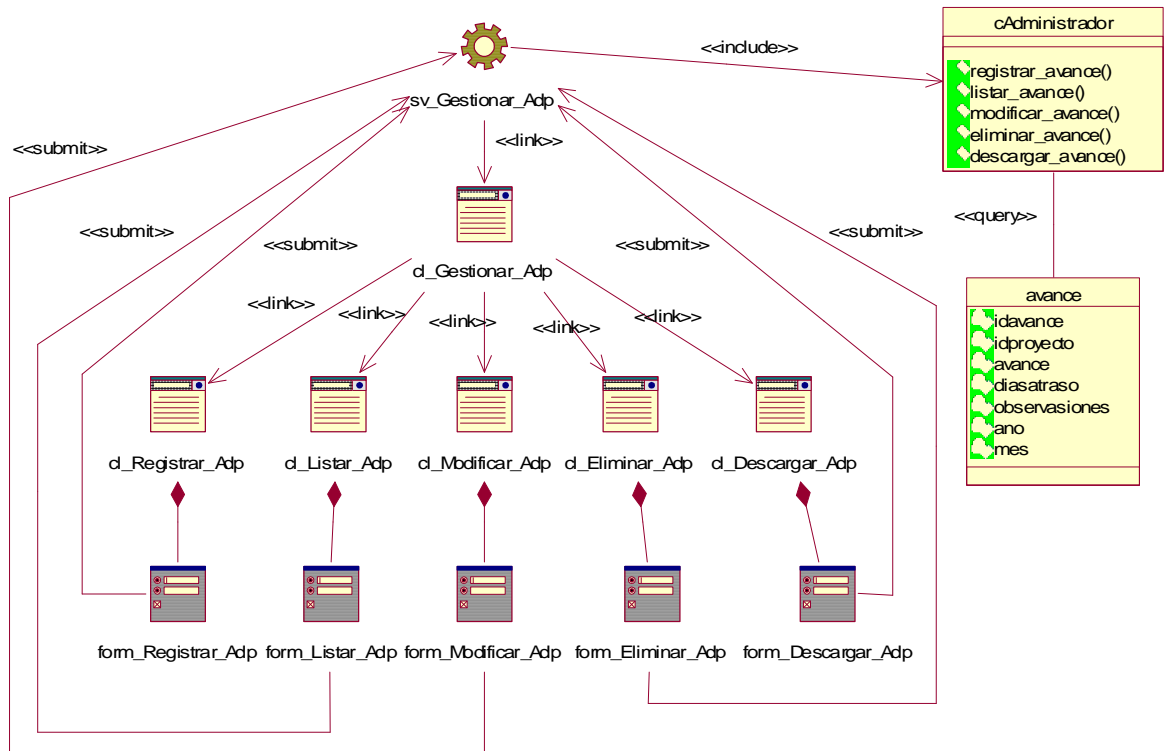 cAdministrador
<<include>>
registrar_avance()
listar_avance()
modificar_avance()
eliminar_avance()
descargar_avance()
sv_Gestionar_Adp
<<submit>>
<<link>>
<<query>>
<<submit>>
<<submit>>
<<submit>>
<<submit>>
cl_Gestionar_Adp
avance
<<link>>
<<link>>
<<link>>
<<link>>
<<link>>
idavance
idproyecto
avance
diasatraso
observasiones
ano
mes
cl_Registrar_Adp
cl_Listar_Adp
cl_Modificar_Adp
cl_Eliminar_Adp
cl_Descargar_Adp
form_Registrar_Adp
form_Listar_Adp
form_Modificar_Adp
form_Eliminar_Adp
form_Descargar_Adp